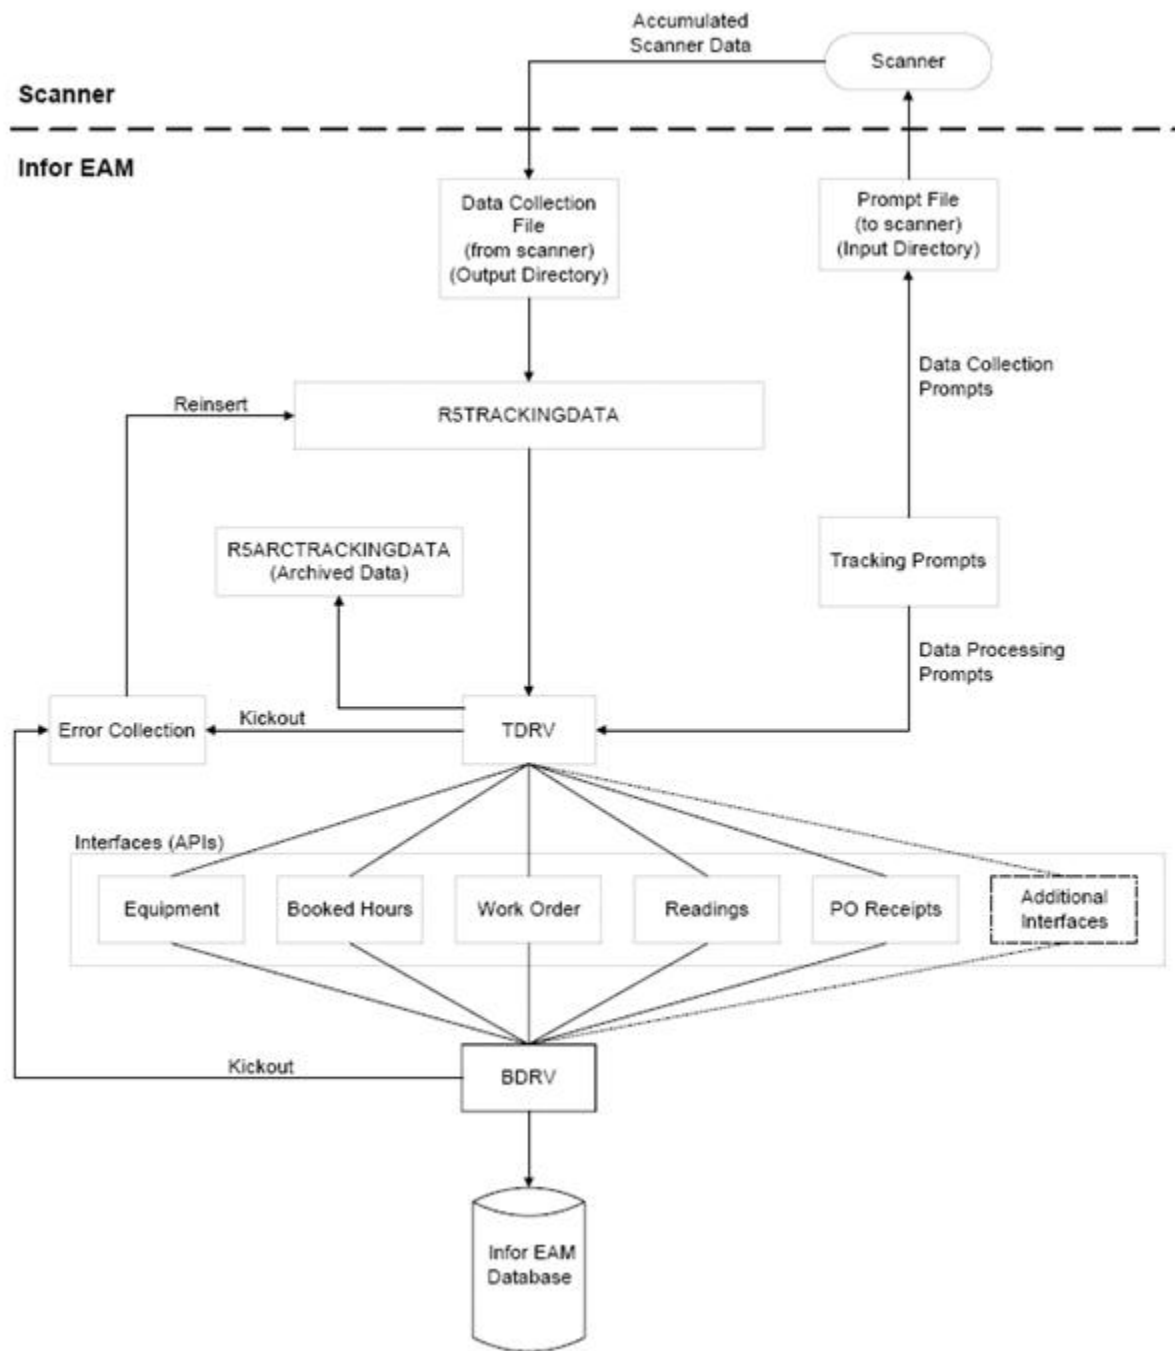 Accumulated
Scanner Data
Scanner
Scanner
Infor EAM
Data Collection
File
(from scanner)
(Output Directory)
Prompt File
(to scanner)
(Input Directory)
Data Collection
Prompts
Reinsert
R5TRACKINGDATA
R5ARCTRACKINGDATA
(Archived Data)
Tracking Prompts
Data Processing
Prompts
Error Collection
Kickout
TDRV
Interfaces (APIs)
Equipment
Booked Hours
Work Order
Readings
PO Receipts
Additional
Interfaces
Kickout
BDRV
Infor EAM
Database